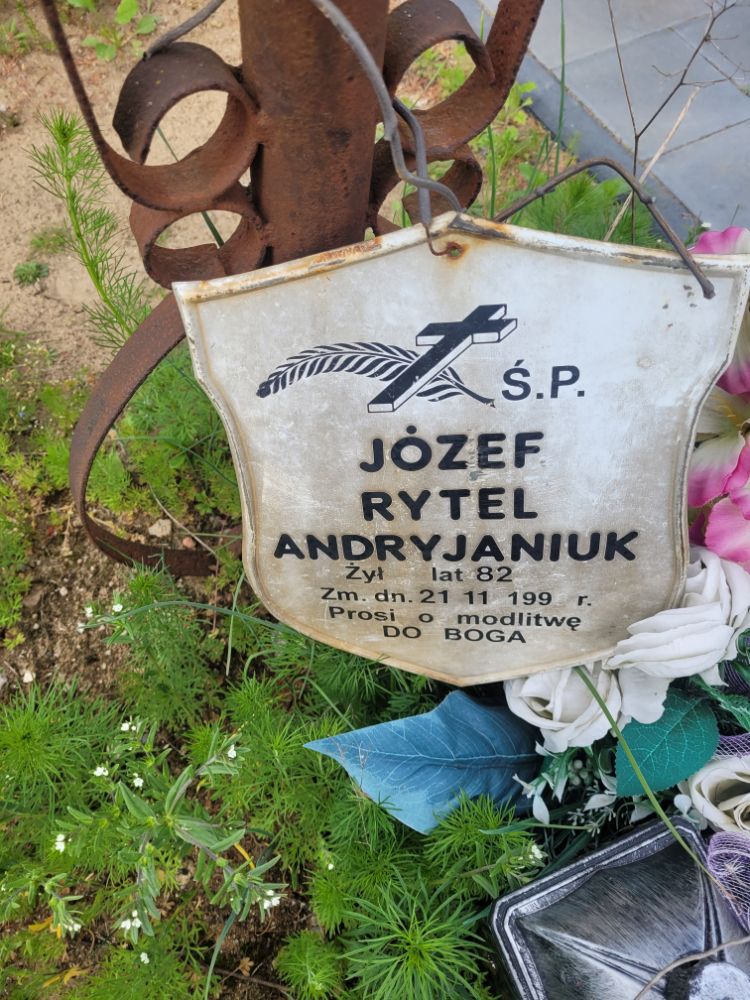 Ś.P.
JÓZEF
RYTEL
ANDRYJANIUK
Żył lat 82
Zm. dn. 21 11 199 r.
Prosi o modlitwę
DO BOGA